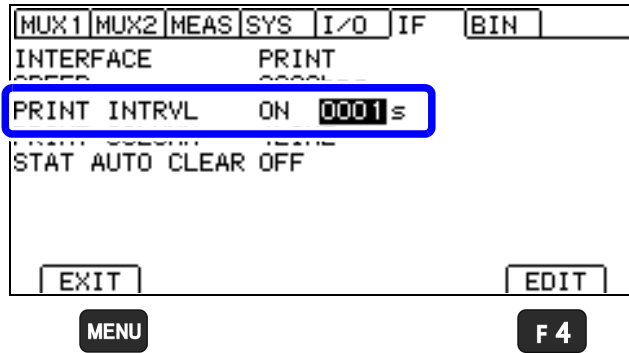 MUX1 MUX2 MEAS SYS I/O IF BIN
INTERFACE PRINT
PRINT INTRVL ON 0001s
STAT AUTO CLEAR OFF
EXIT EDIT
MENU F4